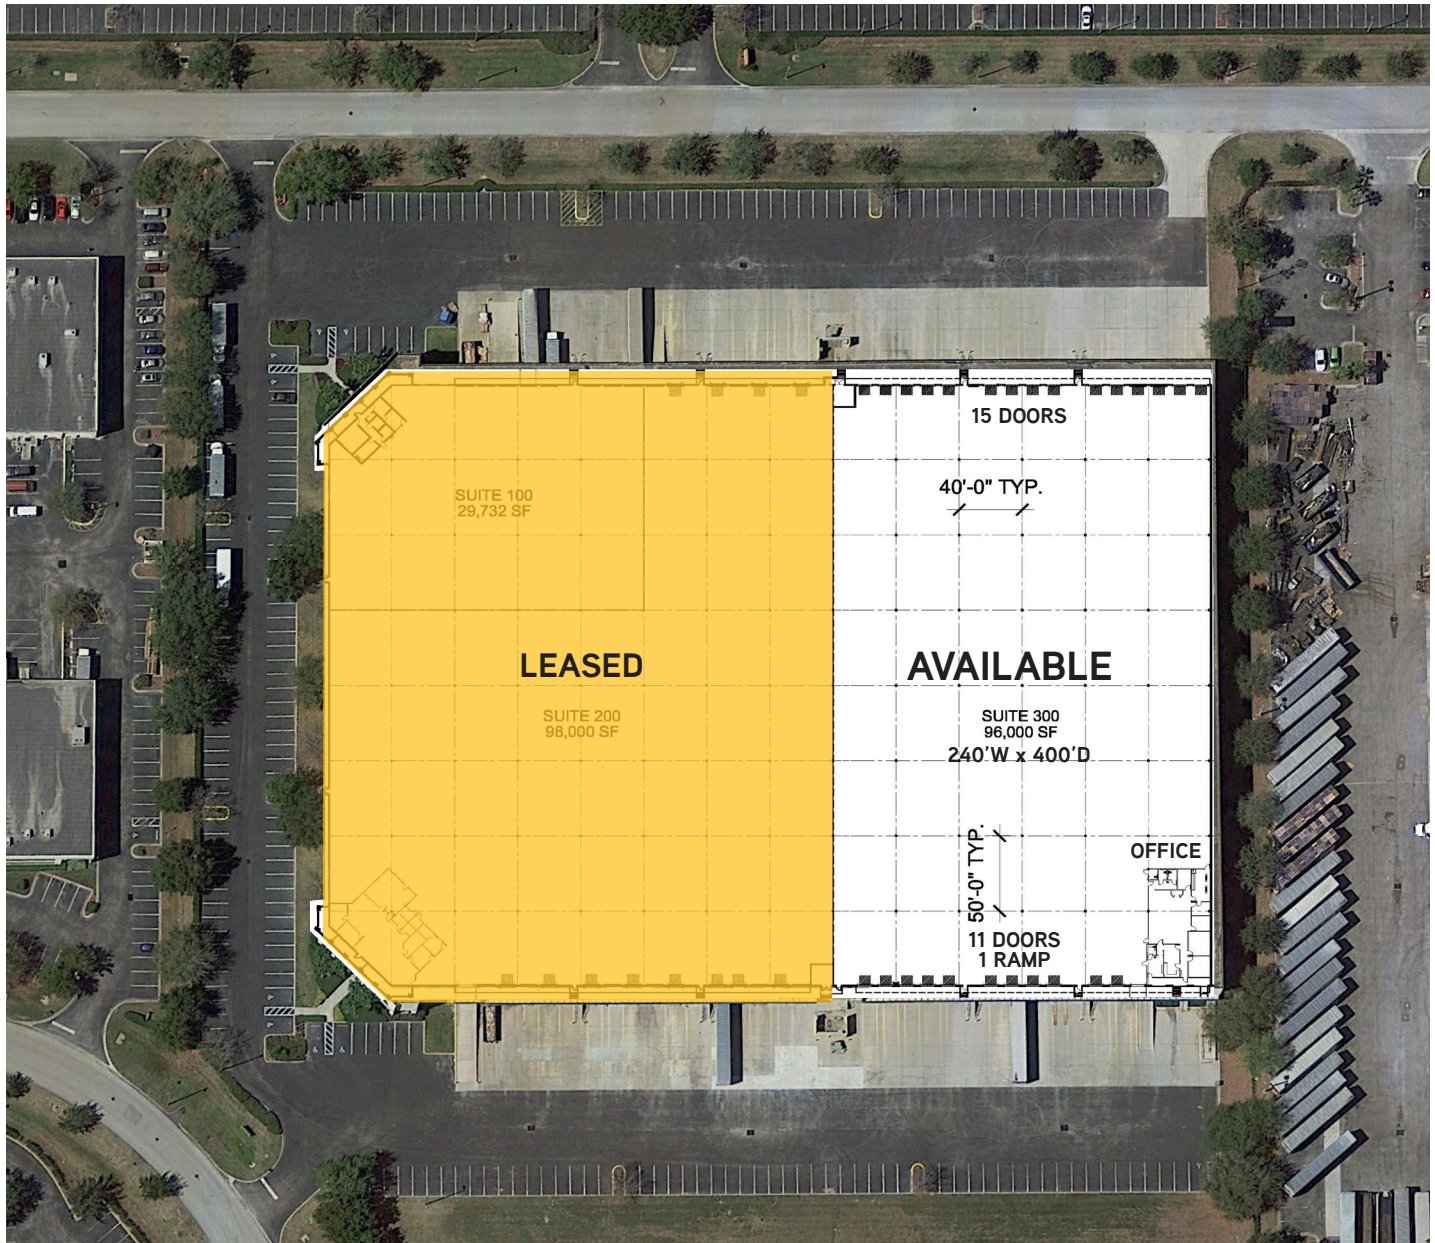 15 DOORS
40'-0" TYP.
SUITE 100
29,732 SF
LEASED
AVAILABLE
SUITE 200
98,000 SF
SUITE 300
96,000 SF
240'W x 400'D
50'-0" TYP.
OFFICE
11 DOORS
1 RAMP